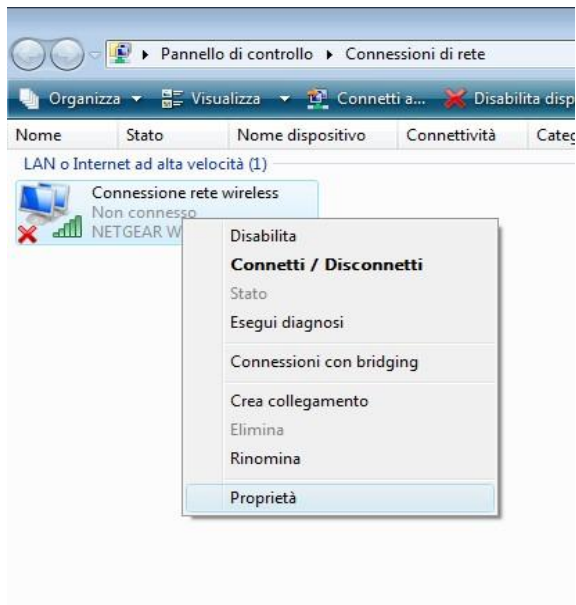 Pannello di controllo Connessioni di rete
Organizza Visualizza Connetti a... Disabilita disp
Nome Stato Nome dispositivo Connettività Categ
LAN o Internet ad alta velocità (1)
Connessione rete wireless
Non connesso
NETGEAR W
Disabilita
Connetti / Disconnetti
Stato
Esegui diagnosi
Connessioni con bridging
Crea collegamento
Elimina
Rinomina
Proprietà